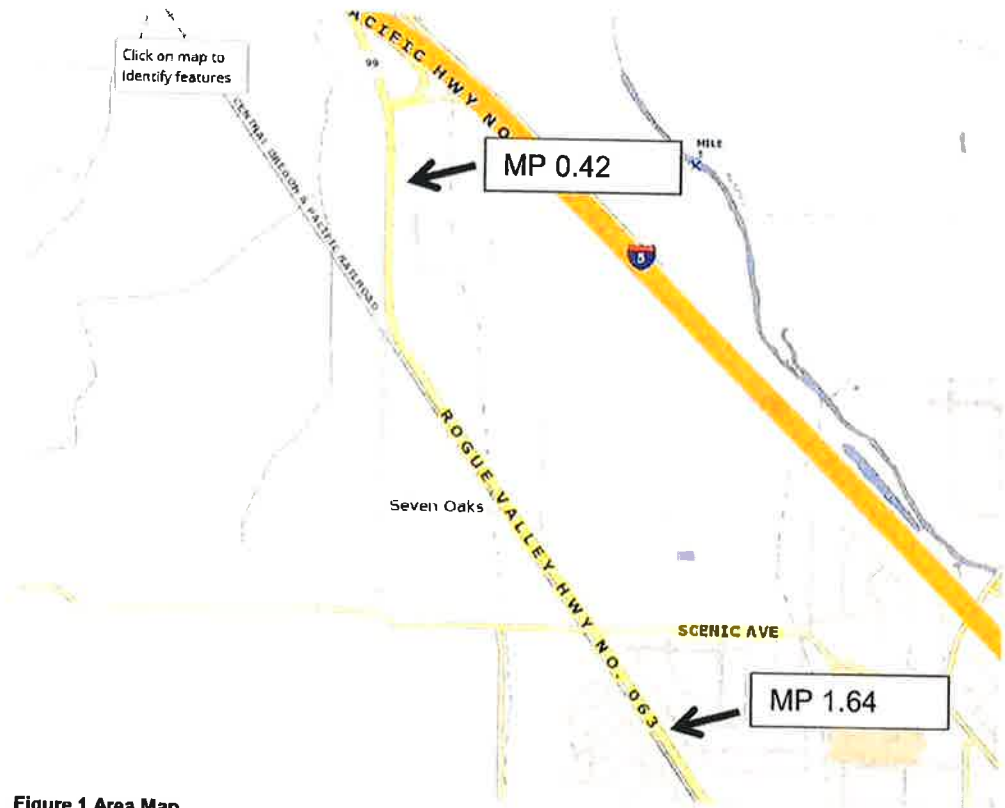 Click on map to
Identify features
99
PACIFIC HWY NO
MILE
MP 0.42
5
CENTRAL OREGON & PACIFIC RAILROAD
ROGUE VALLEY HWY NO. 063
Seven Oaks
SCENIC AVE
MP 1.64
Figure 1 Area Map